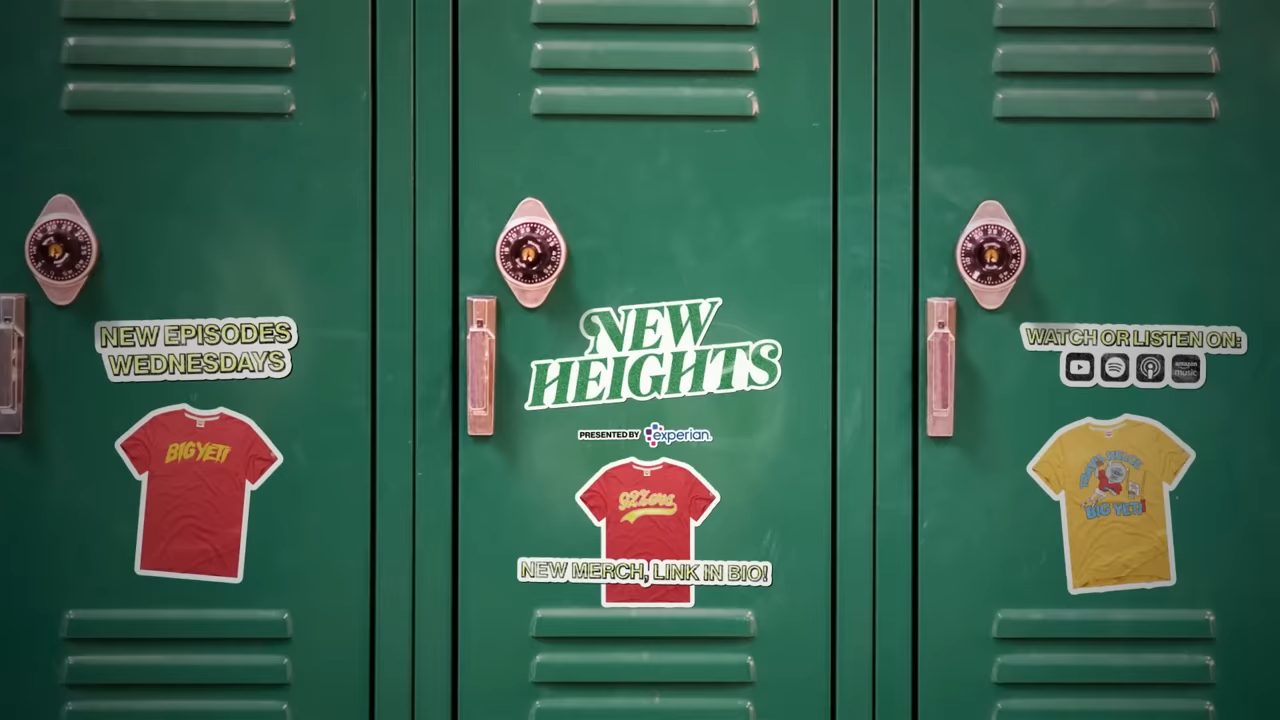 NEW EPISODES
WEDNESDAYS
BIG YETI
NEW
HEIGHTS
PRESENTED BY experian.
92%ers
NEW MERCH, LINK IN BIO!
WATCH OR LISTEN ON:
amazon
music
BIG YETI